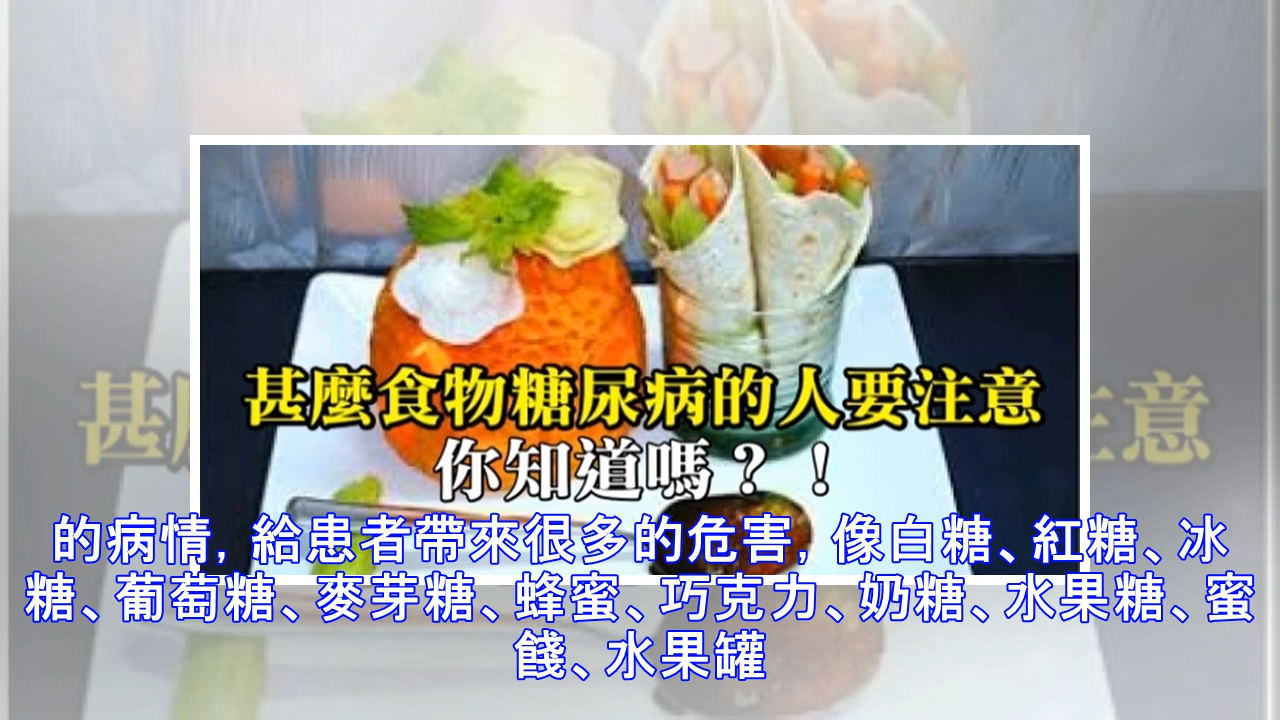 甚麼食物糖尿病的人要注意
你知道嗎？！
的病情, 給患者帶來很多的危害, 像白糖、紅糖、冰
糖、葡萄糖、麥芽糖、蜂蜜、巧克力、奶糖、水果糖、蜜
餞、水果罐